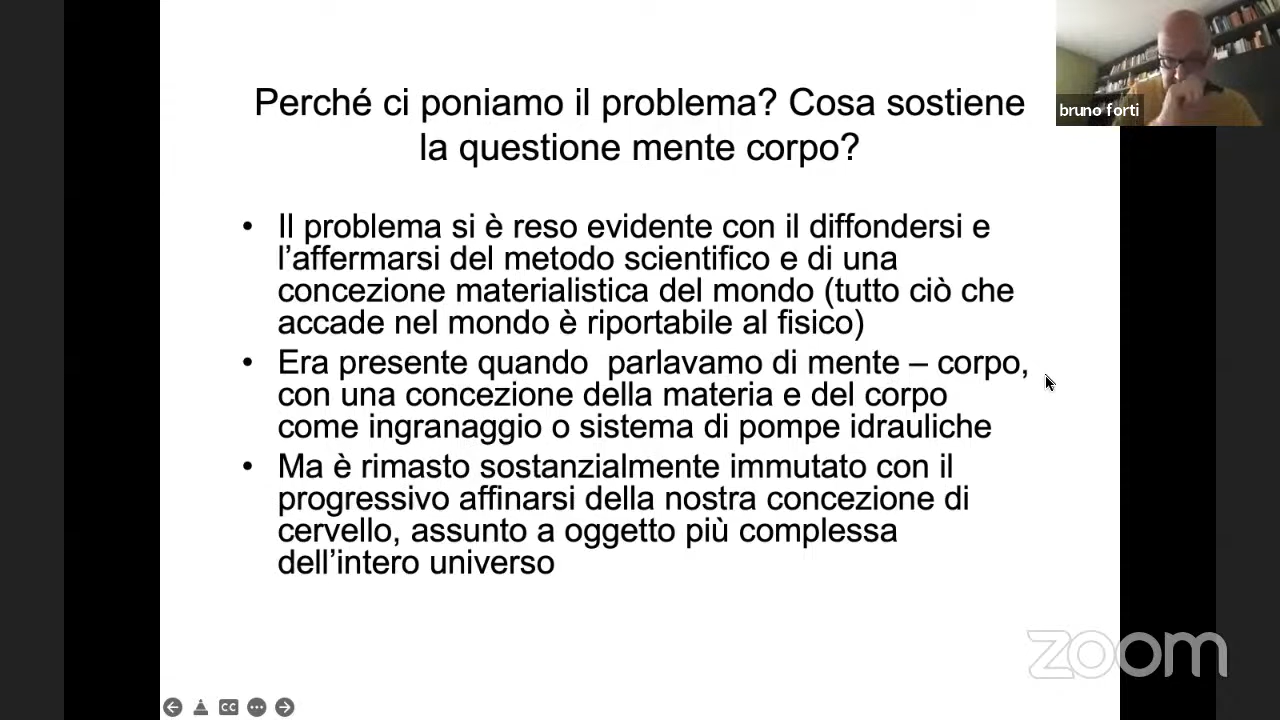 Perché ci poniamo il problema? Cosa sostiene
la questione mente corpo?
• Il problema si è reso evidente con il diffondersi e
l’affermarsi del metodo scientifico e di una
concezione materialistica del mondo (tutto ciò che
accade nel mondo è riportabile al fisico)
• Era presente quando  parlavamo di mente – corpo,
con una concezione della materia e del corpo
come ingranaggio o sistema di pompe idrauliche
• Ma è rimasto sostanzialmente immutato con il
progressivo affinarsi della nostra concezione di
cervello, assunto a oggetto più complessa
dell’intero universo
bruno forti
zoom
CC